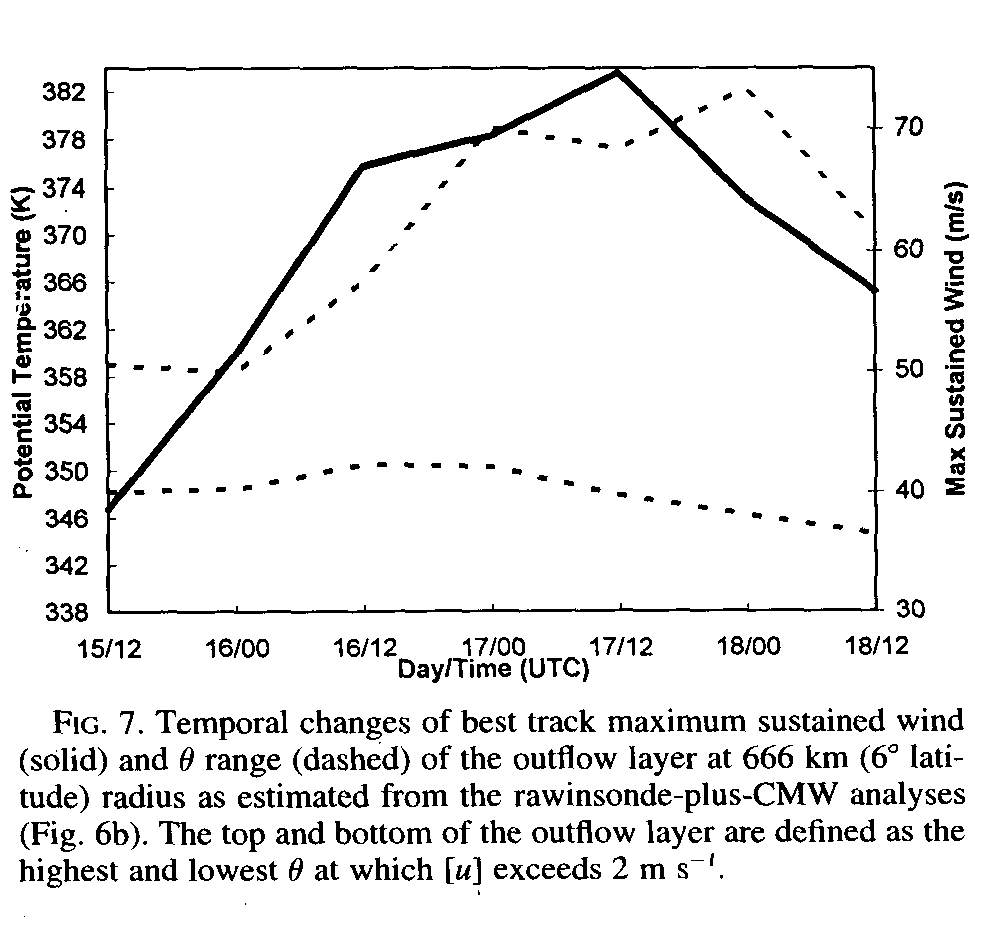 382
378
374
370
366
362
358
354
350
346
342
338
Potential Temperature (K)
70
60
50
40
30
Max Sustained Wind (m/s)
15/12 16/00 16/12 17/00 17/12 18/00 18/12
Day/Time (UTC)
FIG. 7. Temporal changes of best track maximum sustained wind
(solid) and θ range (dashed) of the outflow layer at 666 km (6° lati-
tude) radius as estimated from the rawinsonde-plus-CMW analyses
(Fig. 6b). The top and bottom of the outflow layer are defined as the
highest and lowest θ at which [u] exceeds 2 m s⁻¹.